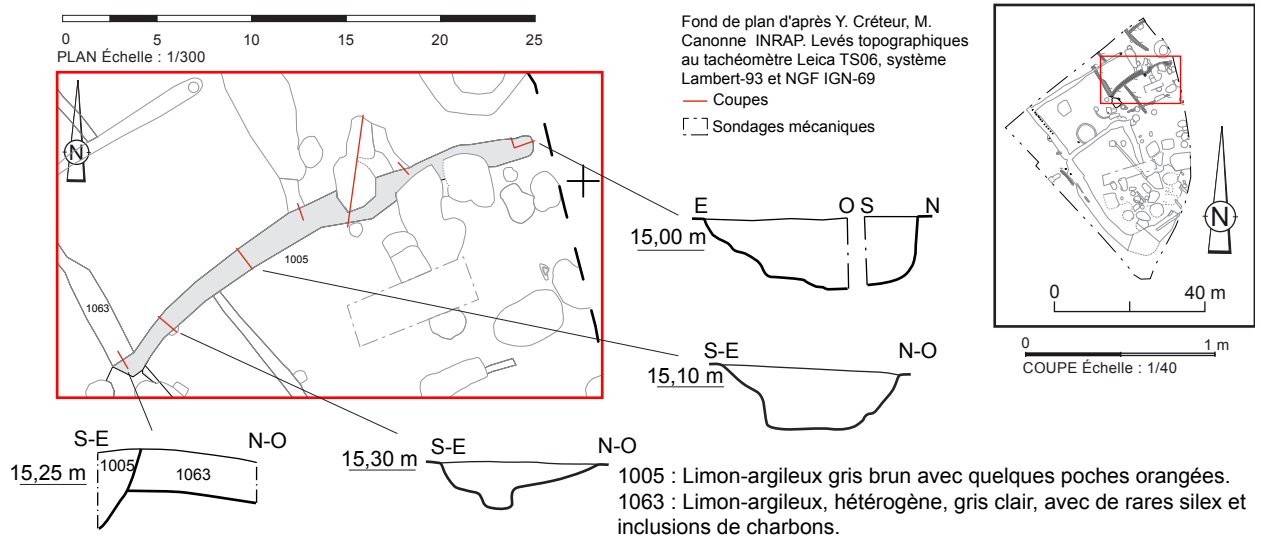 0 5 10 15 20 25
PLAN Échelle : 1/300
Fond de plan d'après Y. Créteur, M.
Canonne INRAP. Levés topographiques
au tachéomètre Leica TS06, système
Lambert-93 et NGF IGN-69
Coupes
Sondages mécaniques
N
1005
1063
N
0 40 m
0 1 m
COUPE Échelle : 1/40
E O S N
15,00 m
S-E N-O
15,10 m
S-E N-O
15,25 m
1005 1063
S-E N-O
15,30 m
1005 : Limon-argileux gris brun avec quelques poches orangées.
1063 : Limon-argileux, hétérogène, gris clair, avec de rares silex et
inclusions de charbons.